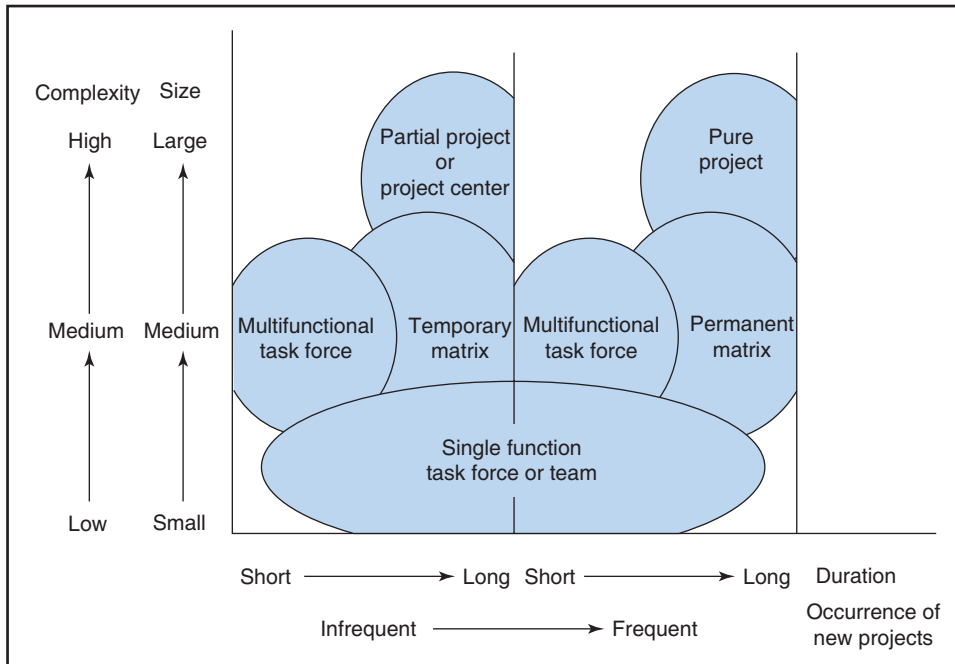 Complexity Size
High Large
Medium Medium
Low Small
Partial project
or
project center
Pure
project
Multifunctional
task force
Temporary
matrix
Multifunctional
task force
Permanent
matrix
Single function
task force or team
Short Long Short Long Duration
Infrequent Frequent
Occurrence of
new projects